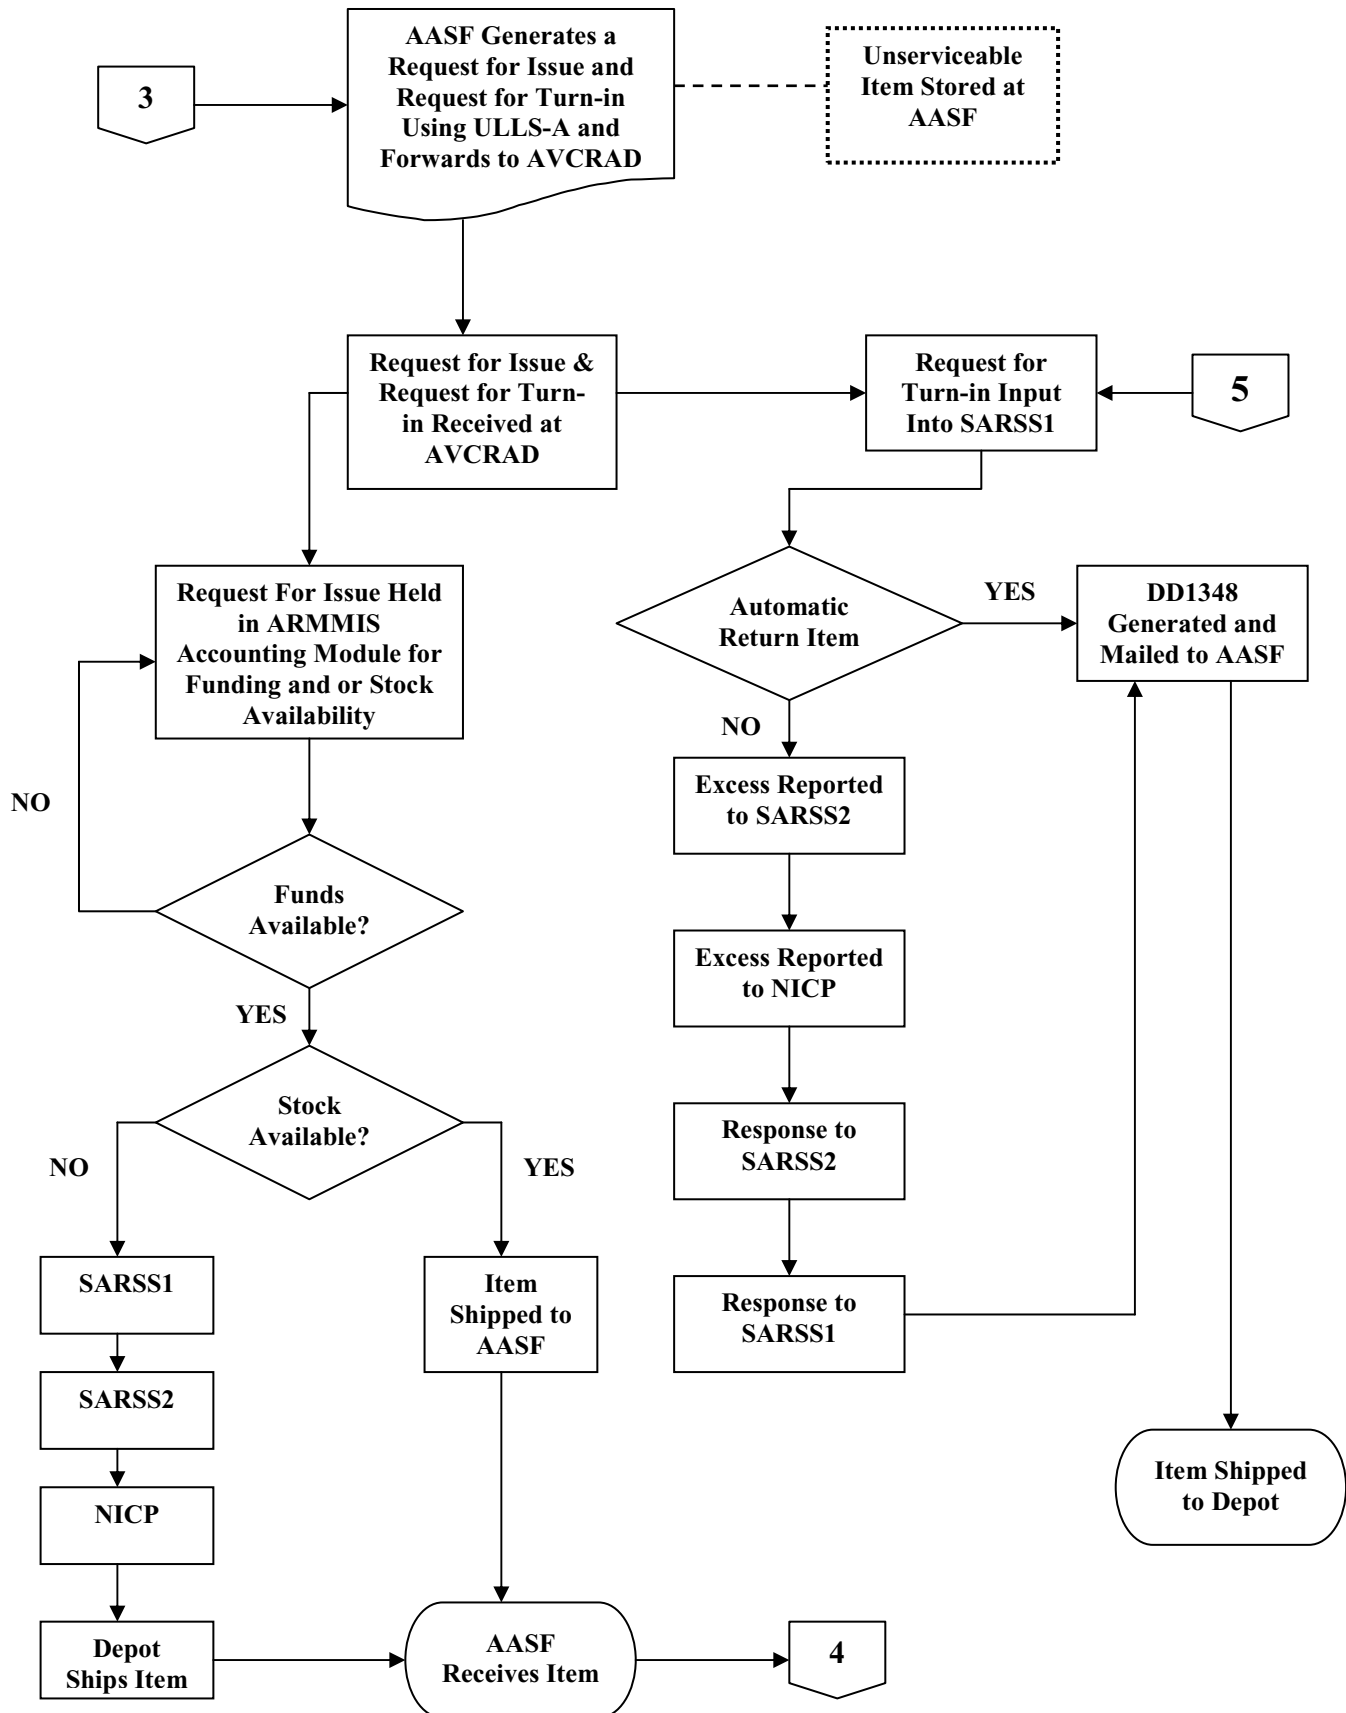 AASF Generates a
Request for Issue and
Request for Turn-in
Using ULLS-A and
Forwards to AVCRAD
Unserviceable
Item Stored at
AASF
3
Request for Issue &
Request for Turn-
in Received at
AVCRAD
Request for
Turn-in Input
Into SARSS1
5
Request For Issue Held
in ARMMIS
Accounting Module for
Funding and or Stock
Availability
Automatic
Return Item
YES
DD1348
Generated and
Mailed to AASF
NO
NO
Excess Reported
to SARSS2
Funds
Available?
Excess Reported
to NICP
YES
Stock
Available?
NO
YES
Response to
SARSS2
SARSS1
Item
Shipped to
AASF
Response to
SARSS1
SARSS2
Item Shipped
to Depot
NICP
Depot
Ships Item
AASF
Receives Item
4